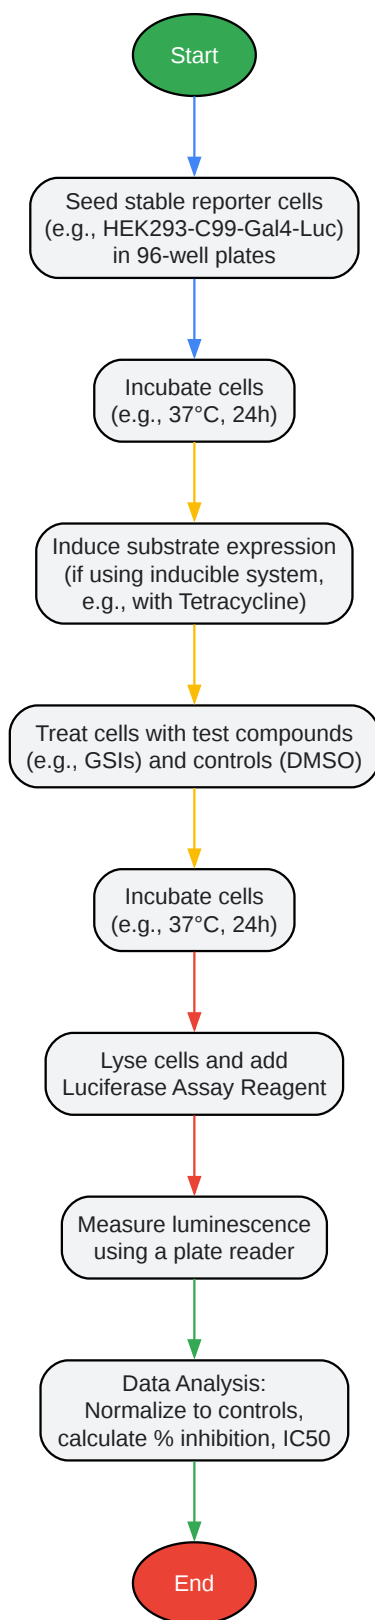 Start
Seed stable reporter cells
(e.g., HEK293-C99-Gal4-Luc)
in 96-well plates
Incubate cells
(e.g., 37°C, 24h)
Induce substrate expression
(if using inducible system,
e.g., with Tetracycline)
Treat cells with test compounds
(e.g., GSIs) and controls (DMSO)
Incubate cells
(e.g., 37°C, 24h)
Lyse cells and add
Luciferase Assay Reagent
Measure luminescence
using a plate reader
Data Analysis:
Normalize to controls,
calculate % inhibition, IC50
End